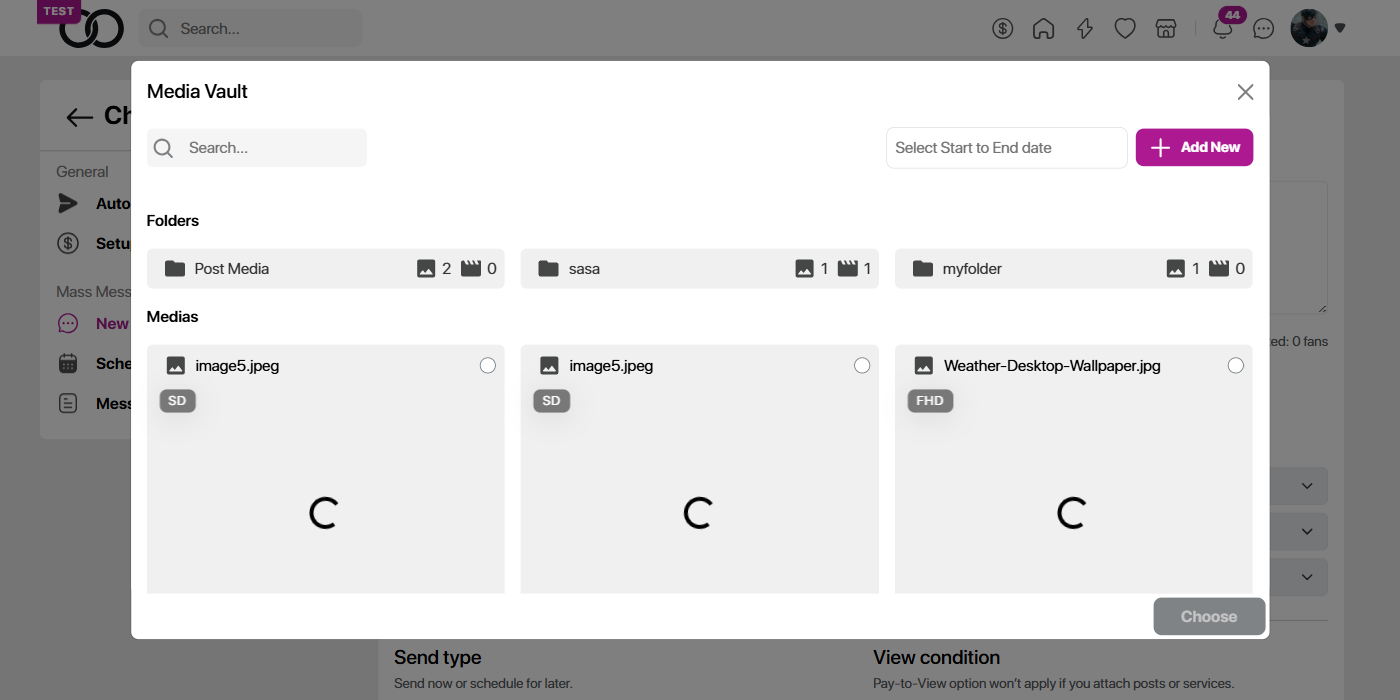 TEST
Search...
44
Media Vault
Search...
Select Start to End date
Add New
Ch
General
Auto
Setu
Folders
Post Media 2 0
sasa 1 1
myfolder 1 0
Mass Mess
Medias
New
image5.jpeg
image5.jpeg
Weather-Desktop-Wallpaper.jpg
ed: 0 fans
Sche
SD
SD
FHD
Mess
Choose
Send type
View condition
Send now or schedule for later.
Pay-to-View option won't apply if you attach posts or services.